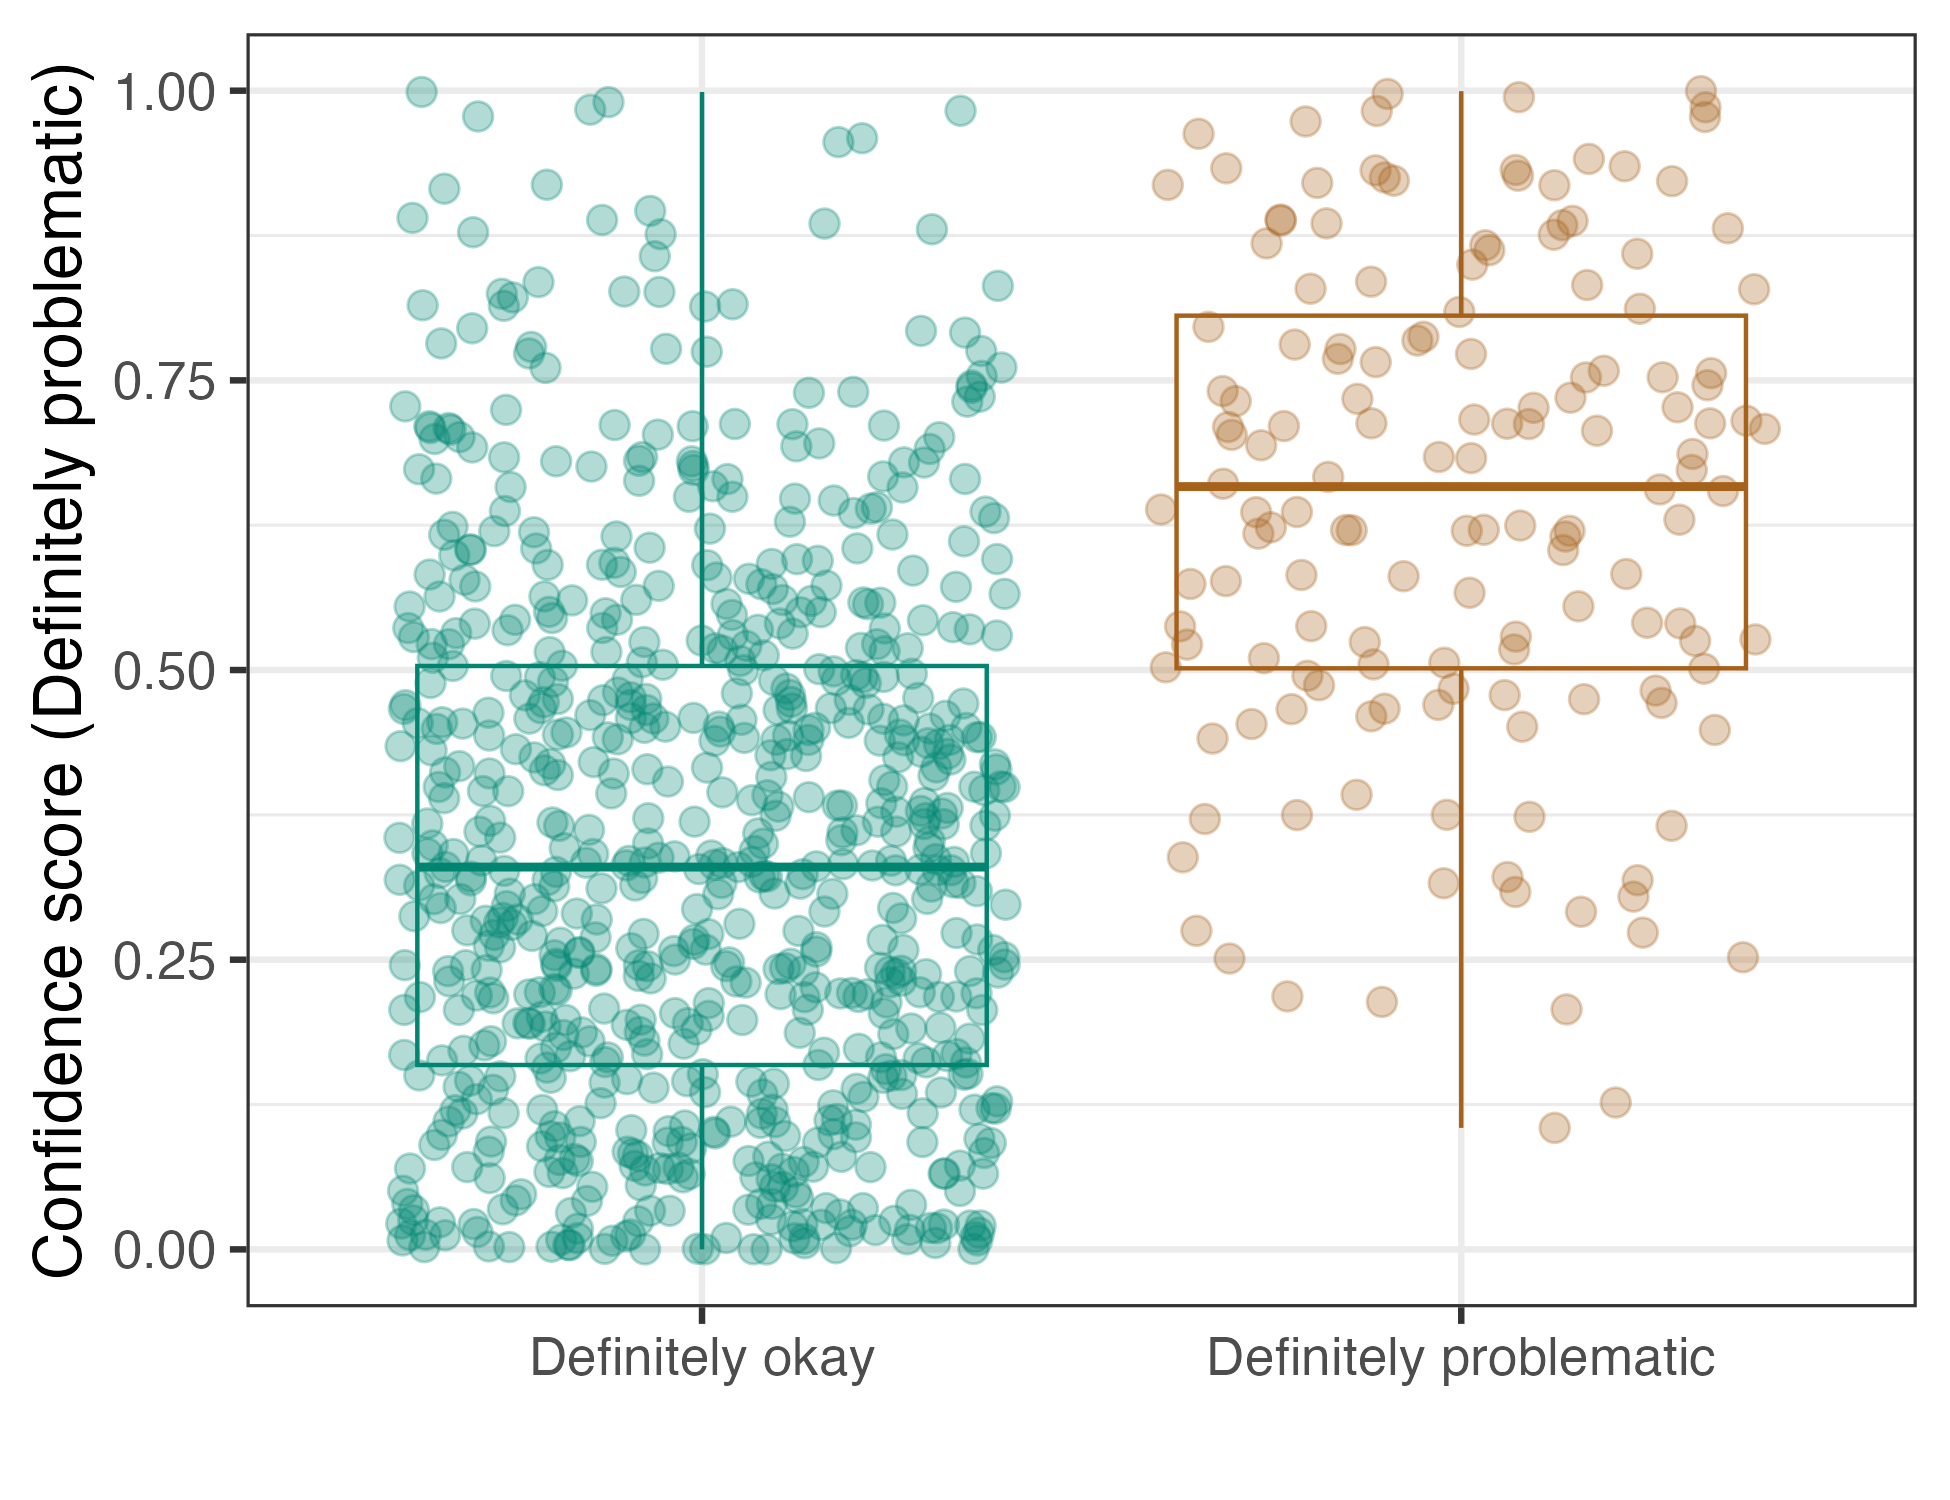 Confidence score (Definitely problematic)
1.00
0.75
0.50
0.25
0.00
Definitely okay
Definitely problematic